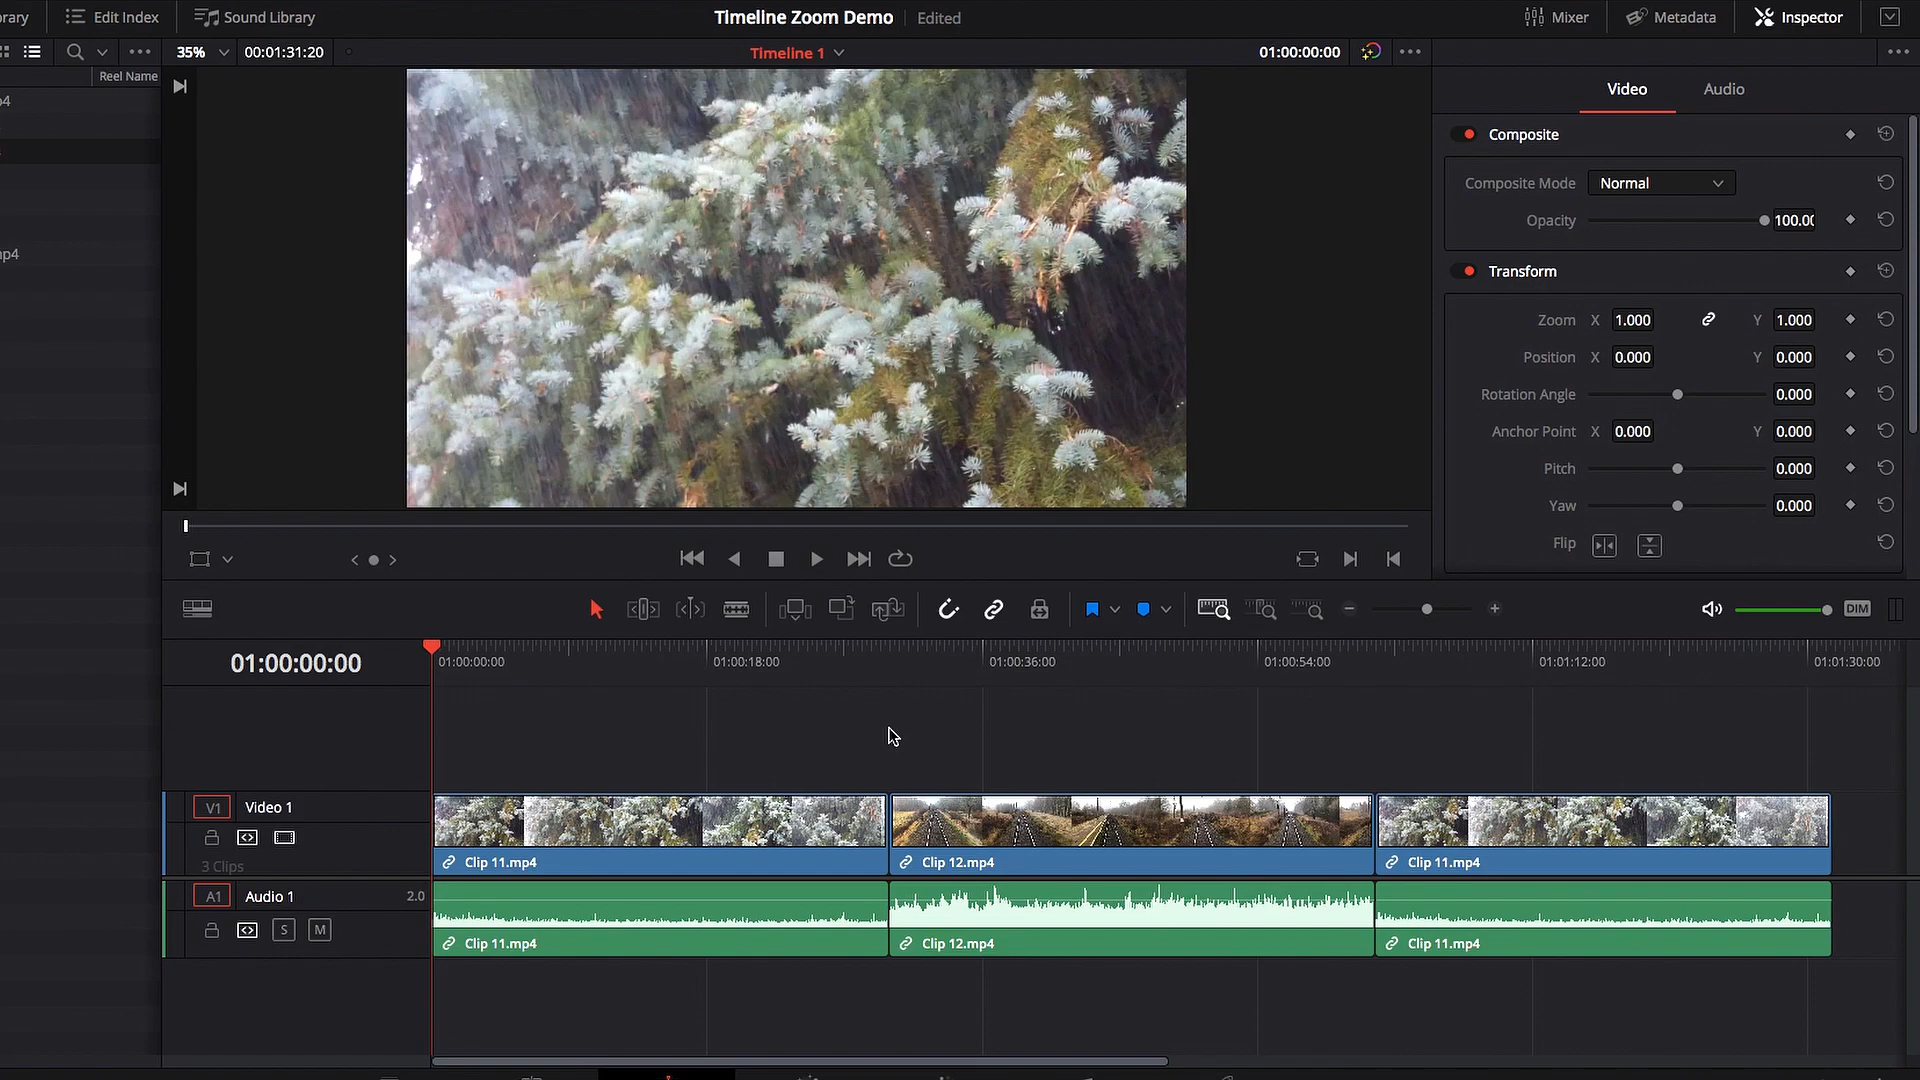 rary
Edit Index
Sound Library
Timeline Zoom Demo
Edited
Mixer
Metadata
Inspector
35%
00:01:31:20
Timeline 1
01:00:00:00
Reel Name
p4
Video
Audio
Composite
Composite Mode
Normal
Opacity
100.00
mp4
Transform
Zoom X 1.000 Y 1.000
Position X 0.000 Y 0.000
Rotation Angle 0.000
Anchor Point X 0.000 Y 0.000
Pitch 0.000
Yaw 0.000
Flip
DIM
01:00:00:00
01:00:00:00
01:00:18:00
01:00:36:00
01:00:54:00
01:01:12:00
01:01:30:00
V1
Video 1
3 Clips
Clip 11.mp4
Clip 12.mp4
Clip 11.mp4
A1
Audio 1
2.0
S
M
Clip 11.mp4
Clip 12.mp4
Clip 11.mp4